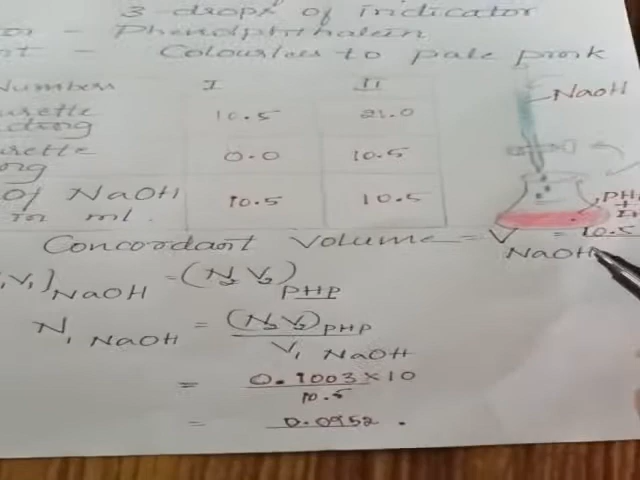 3 drops of indicator
Phenolphthalein
Colourless to pale pink
Numbers I II
NaOH
10.5 21.0
0.0 10.5
of NaOH 10.5 10.5
in ml.
Concordant Volume = V NaOH = 10.5
V₁)NaOH = (N₂V₂)PHP
N₁ NaOH = (N₂V₂)PHP
V₁ NaOH
= 0.1003 × 10
10.5
= 0.0952 .